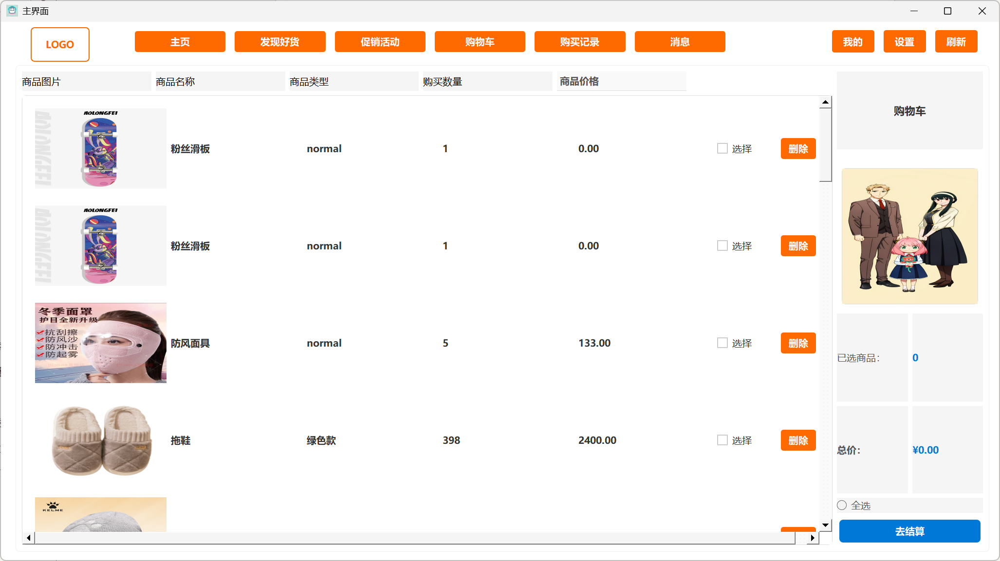 主界面
LOGO
主页
发现好货
促销活动
购物车
购买记录
消息
我的
设置
刷新
商品图片
商品名称
商品类型
购买数量
商品价格
购物车
AOLONGFEI
AOLONGFEI
粉丝滑板
normal
1
0.00
选择
删除
AOLONGFEI
AOLONGFEI
粉丝滑板
normal
1
0.00
选择
删除
冬季面罩
护目全新升级
抗刮擦
防风沙
防冲击
防起雾
防风面具
normal
5
133.00
选择
删除
已选商品：
0
拖鞋
绿色款
398
2400.00
选择
删除
总价：
¥0.00
KELME
全选
去结算